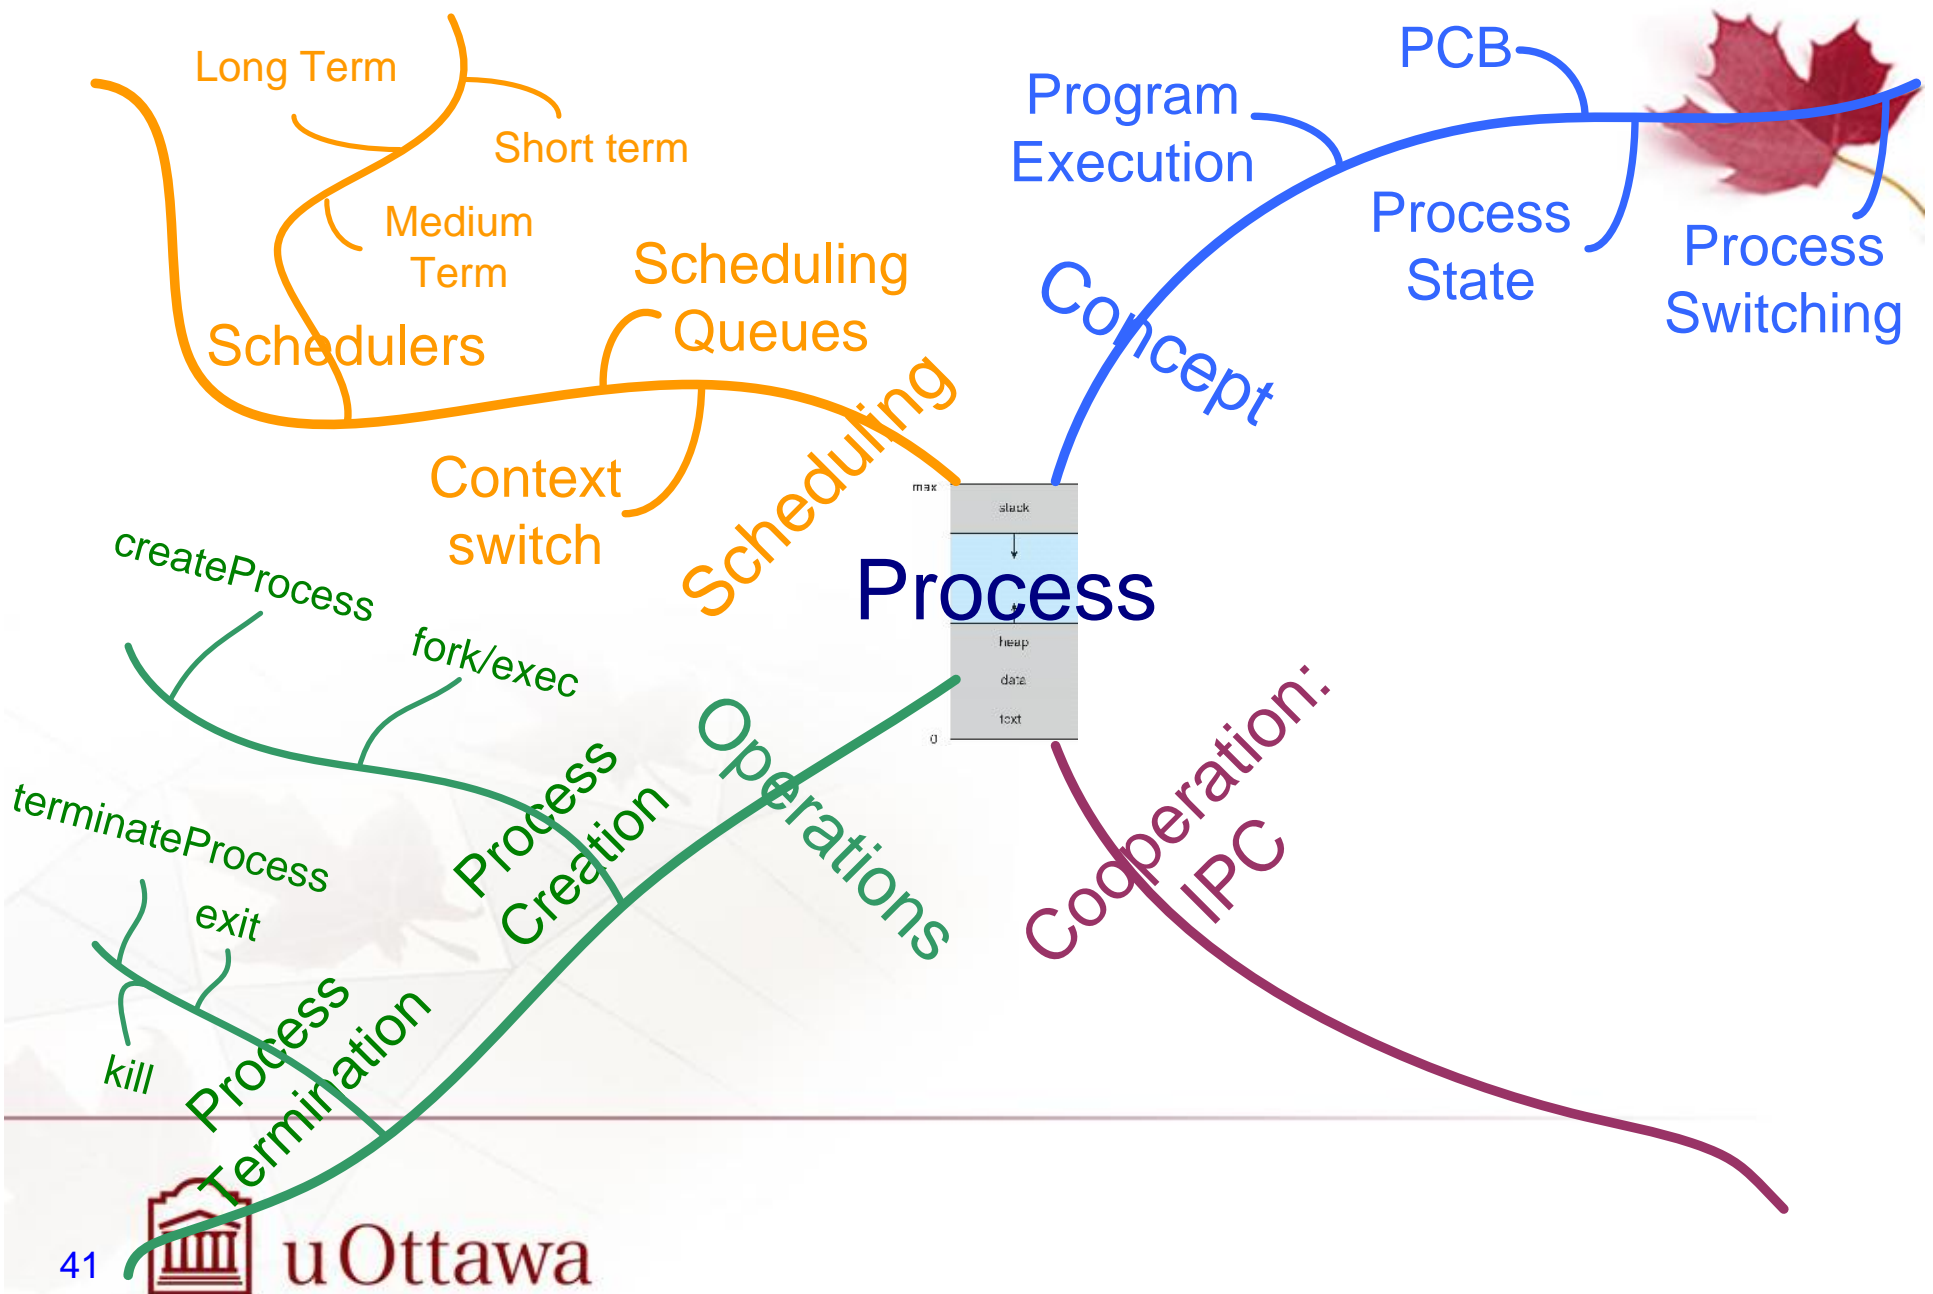 Long Term
Short term
Medium
Term
Schedulers
Scheduling
Queues
Context
switch
Scheduling
PCB
Program
Execution
Process
State
Process
Switching
Concept
max
stack
Process
heap
data
text
0
createProcess
fork/exec
Process
Creation
Operations
terminateProcess
exit
kill
Process
Termination
Cooperation:
IPC
41
uOttawa